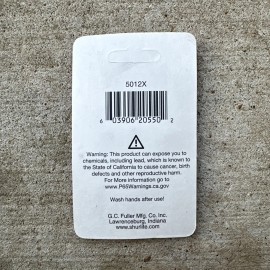 5012X
6 03906 20550 2
Warning: This product can expose you to
chemicals, including lead, which is known to
the State of California to cause cancer, birth
defects and other reproductive harm.
For More information go to
www.P65Warnings.ca.gov
Wash hands after use!
G.C. Fuller Mfg. Co. Inc.
Lawrenceburg, Indiana
www.shurlite.com